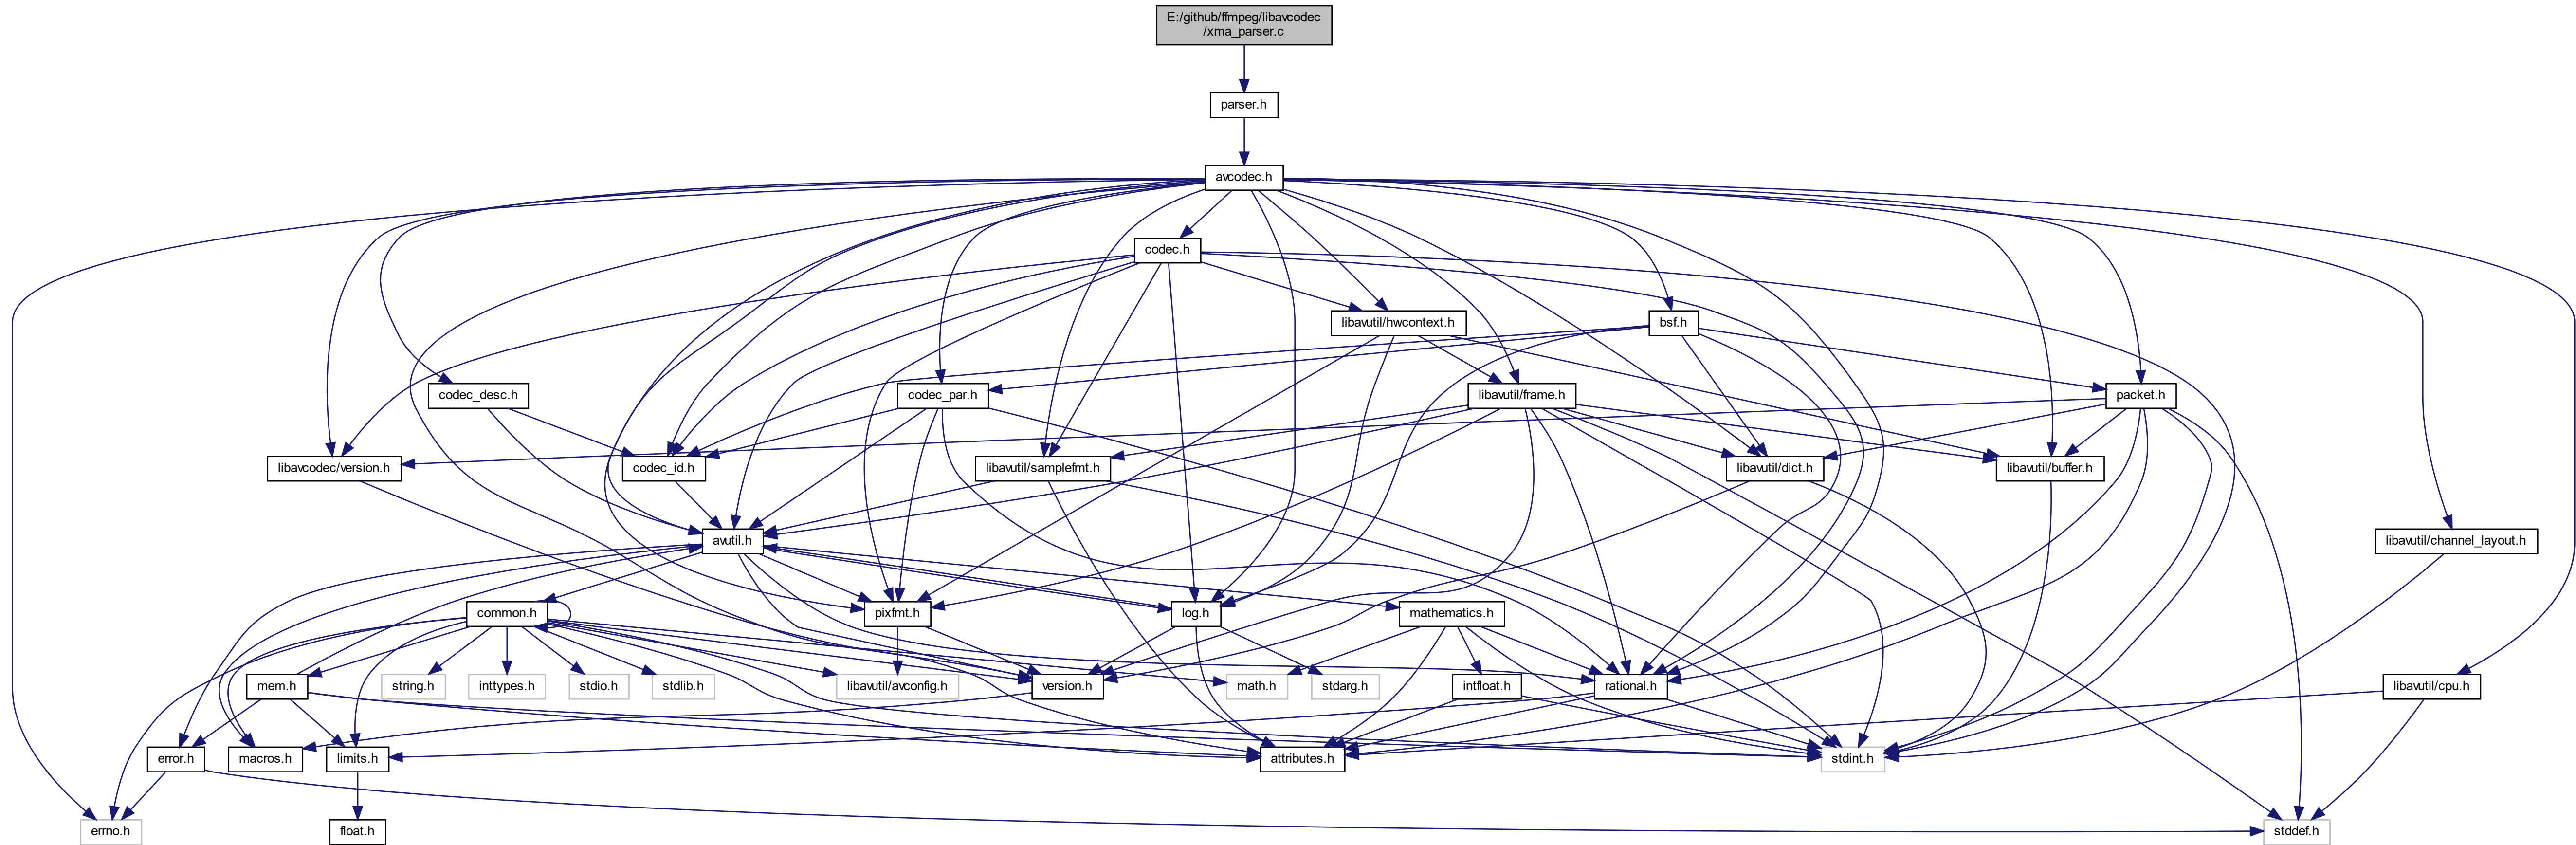 E:/github/ffmpeg/libavcodec
/xma_parser.c
parser.h
avcodec.h
codec.h
libavutil/hwcontext.h
bsf.h
codec_desc.h
codec_par.h
libavutil/frame.h
packet.h
libavcodec/version.h
codec_id.h
libavutil/samplefmt.h
libavutil/dict.h
libavutil/buffer.h
avutil.h
libavutil/channel_layout.h
common.h
pixfmt.h
log.h
mathematics.h
mem.h
string.h
inttypes.h
stdio.h
stdlib.h
libavutil/avconfig.h
version.h
math.h
stdarg.h
intfloat.h
rational.h
libavutil/cpu.h
error.h
macros.h
limits.h
attributes.h
stdint.h
errno.h
float.h
stddef.h